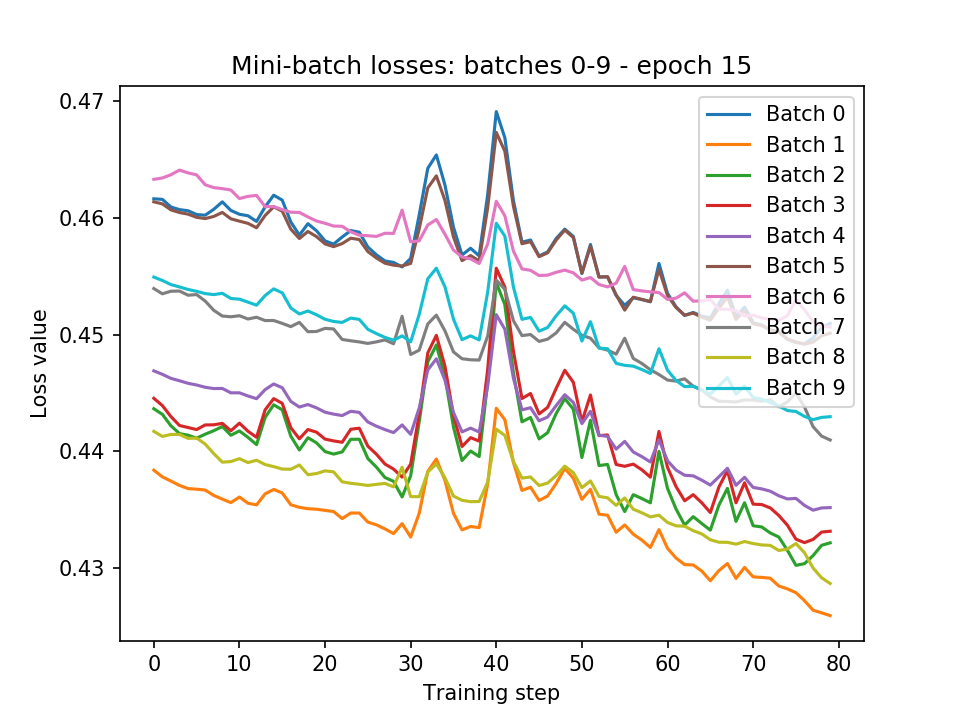 Mini-batch losses: batches 0-9 - epoch 15
0.47
0.46
0.45
0.44
0.43
Loss value
Batch 0
Batch 1
Batch 2
Batch 3
Batch 4
Batch 5
Batch 6
Batch 7
Batch 8
Batch 9
0 10 20 30 40 50 60 70 80
Training step